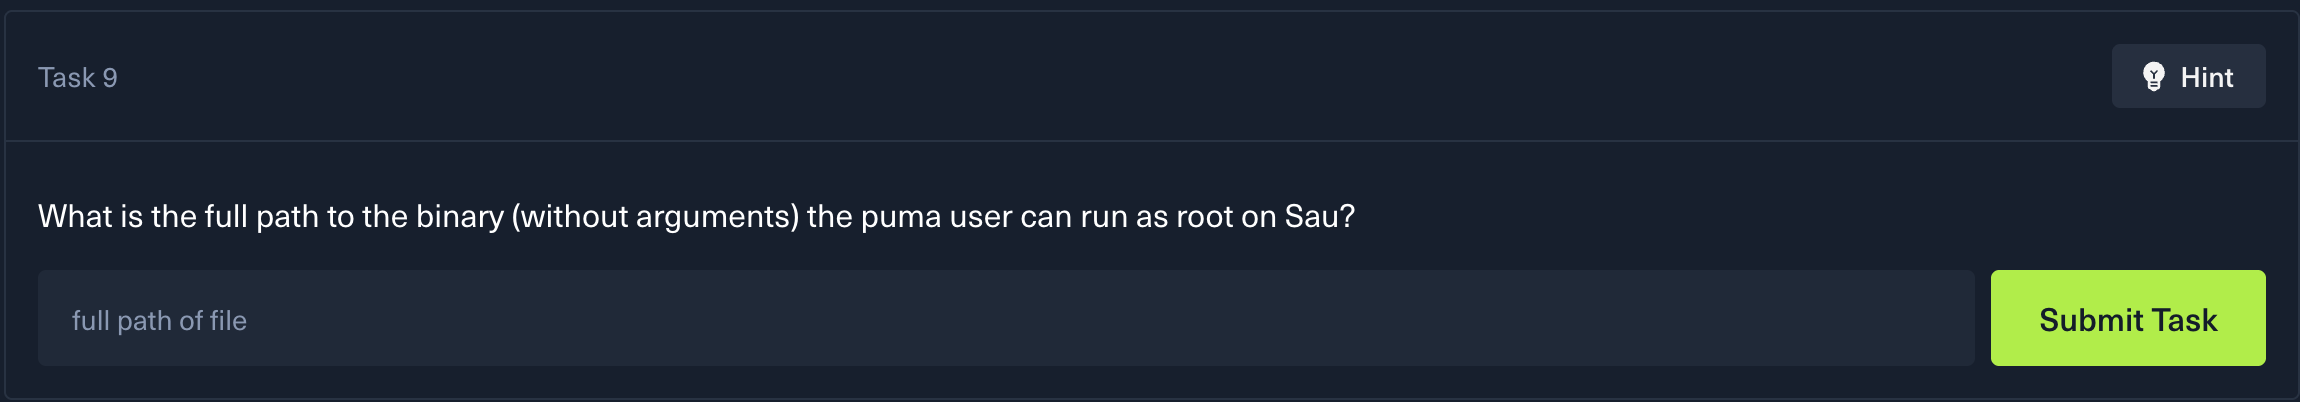 Task 9
Hint
What is the full path to the binary (without arguments) the puma user can run as root on Sau?
full path of file
Submit Task